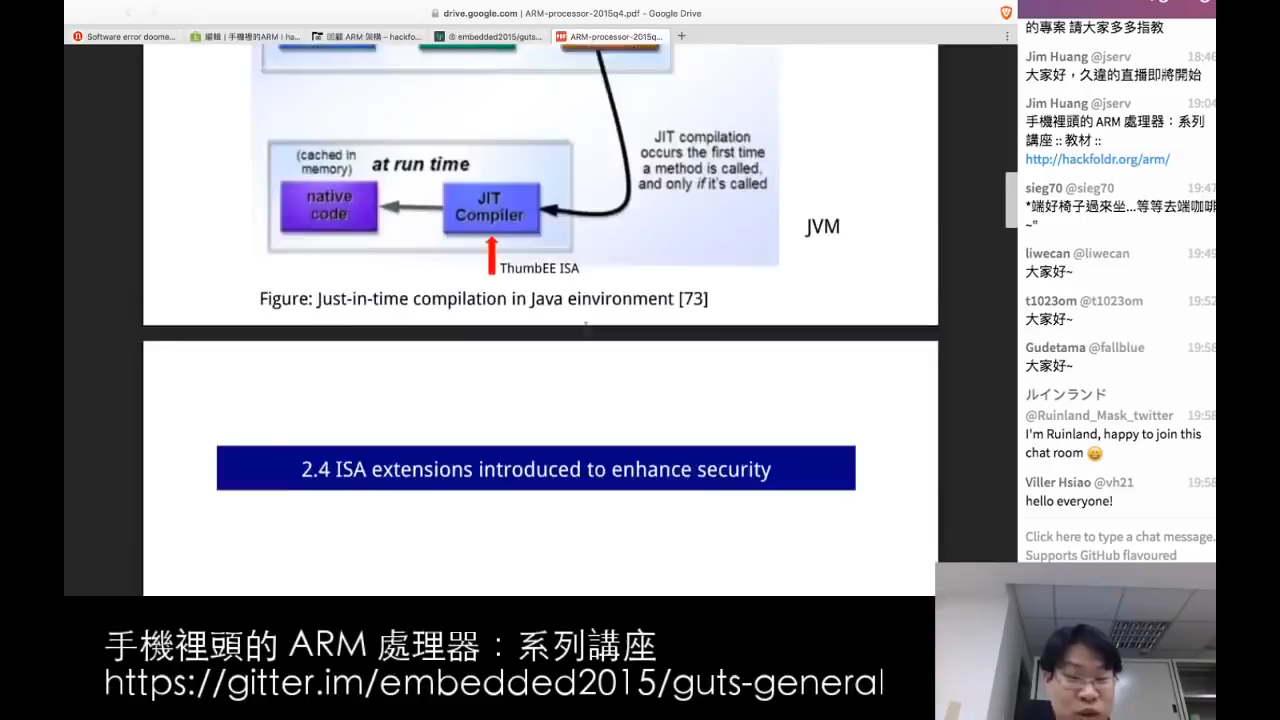 drive.google.com | ARM-processor-2015q4.pdf - Google Drive
Software error doome...
編輯 | 手機裡的ARM | ha...
回顧 ARM 架構 – hackfo...
@ embedded2015/guts...
ARM-processor-2015q...
(cached in
memory)
at run time
native
code
JIT
Compiler
JIT compilation
occurs the first time
a method is called,
and only if it's called
JVM
ThumbEE ISA
Figure: Just-in-time compilation in Java einvironment [73]
2.4 ISA extensions introduced to enhance security
的專案 請大家多多指教
Jim Huang @jserv 18:46
大家好，久違的直播即將開始
Jim Huang @jserv 19:04
手機裡頭的 ARM 處理器：系列
講座 :: 教材 ::
http://hackfoldr.org/arm/
sieg70 @sieg70 19:47
*端好椅子過來坐...等等去端咖啡
~"
liwecan @liwecan 19:49
大家好~
t1023om @t1023om 19:52
大家好~
Gudetama @fallblue 19:58
大家好~
ルインランド
@Ruinland_Mask_twitter 19:58
I'm Ruinland, happy to join this
chat room
Viller Hsiao @vh21 19:58
hello everyone!
Click here to type a chat message.
Supports GitHub flavoured
手機裡頭的 ARM 處理器：系列講座
https://gitter.im/embedded2015/guts-general